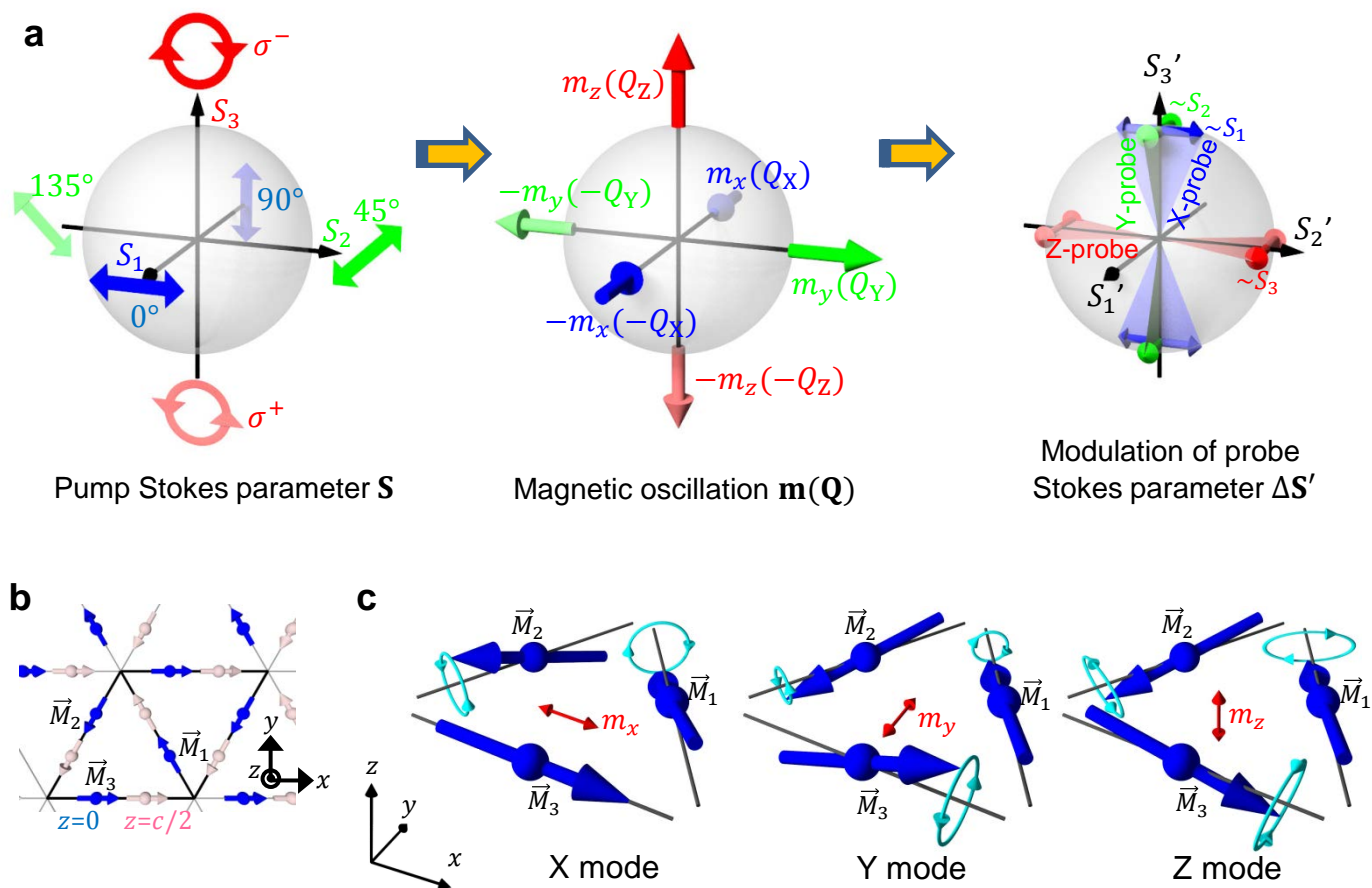 a
σ⁻
S₃
135°
90°
45°
S₂
S₁
0°
σ⁺
Pump Stokes parameter S
m_z(Q_Z)
m_x(Q_X)
−m_y(−Q_Y)
m_y(Q_Y)
−m_x(−Q_X)
−m_z(−Q_Z)
Magnetic oscillation m(Q)
S₃′
~S₂
~S₁
Y-probe
X-probe
Z-probe
S₂′
~S₃
S₁′
Modulation of probe
Stokes parameter ΔS′
b
M⃗₂
M⃗₁
M⃗₃
y
z
x
z=0
z=c/2
c
z
y
x
M⃗₂
M⃗₁
m_x
M⃗₃
X mode
M⃗₂
M⃗₁
m_y
M⃗₃
Y mode
M⃗₂
M⃗₁
m_z
M⃗₃
Z mode